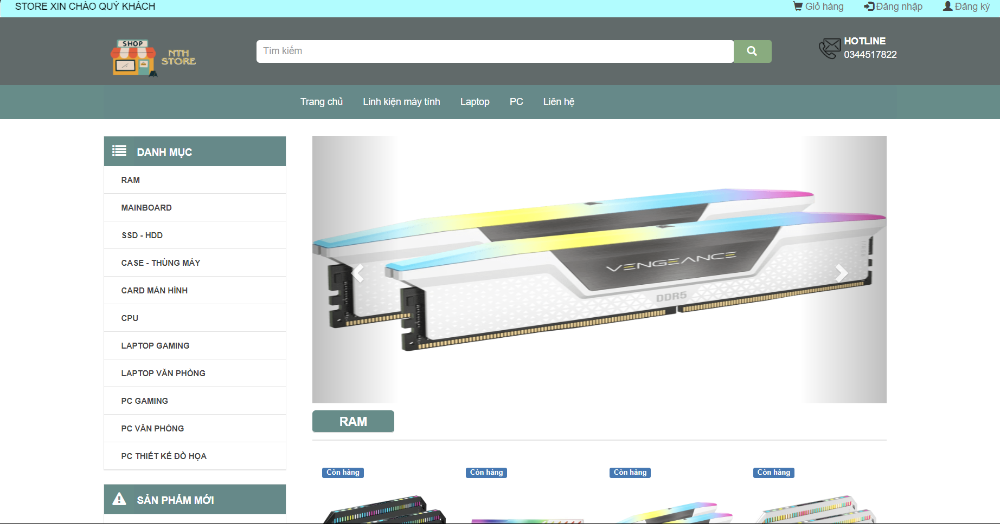 STORE XIN CHÀO QUÝ KHÁCH
Giỏ hàng
Đăng nhập
Đăng ký
SHOP
NTH
STORE
Tìm kiếm
HOTLINE
0344517822
Trang chủ
Linh kiện máy tính
Laptop
PC
Liên hệ
DANH MỤC
RAM
MAINBOARD
SSD - HDD
CASE - THÙNG MÁY
CARD MÀN HÌNH
CPU
LAPTOP GAMING
LAPTOP VĂN PHÒNG
PC GAMING
PC VĂN PHÒNG
PC THIẾT KẾ ĐỒ HỌA
SẢN PHẨM MỚI
VENGEANCE
DDR5
RAM
Còn hàng
Còn hàng
Còn hàng
Còn hàng